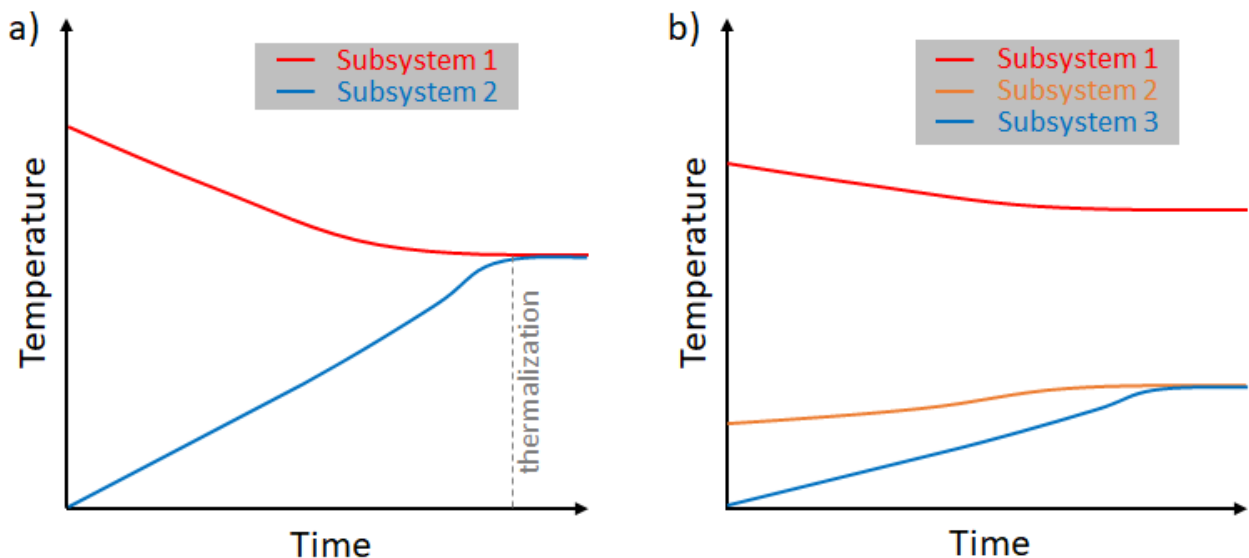 a)
Subsystem 1
Subsystem 2
Temperature
thermalization
Time
b)
Subsystem 1
Subsystem 2
Subsystem 3
Temperature
Time